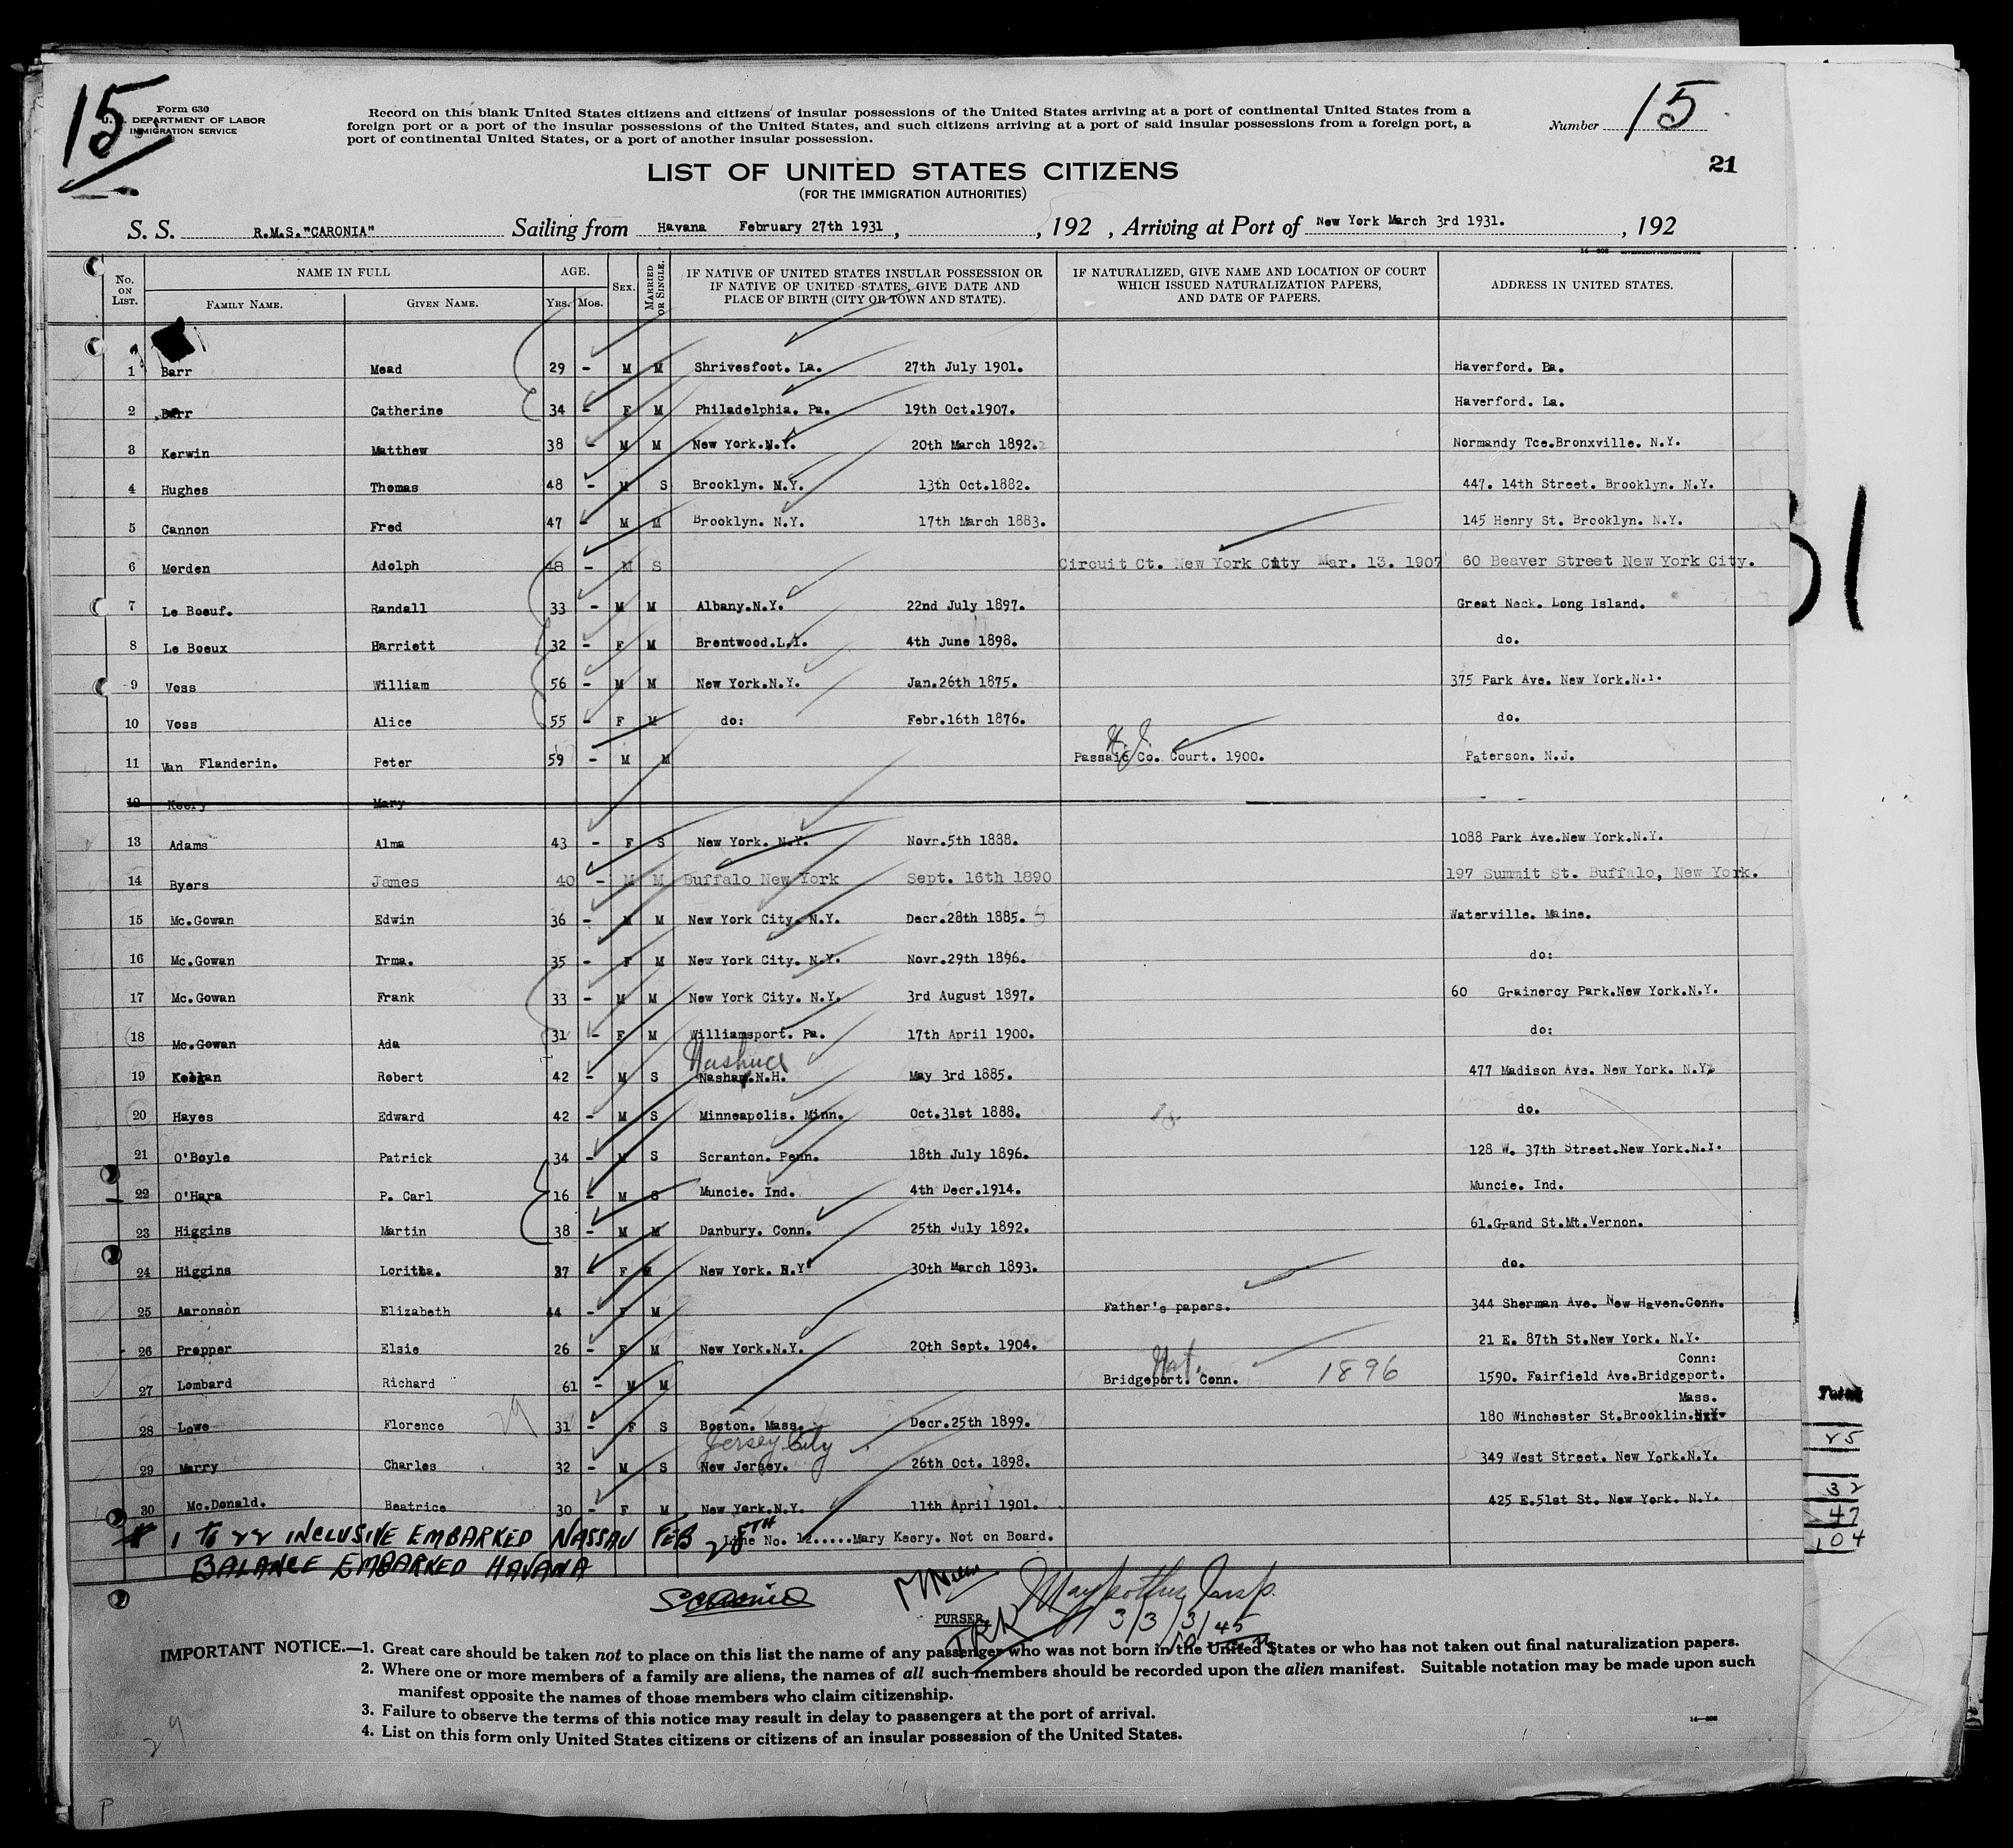 15
Form 630
U. S. DEPARTMENT OF LABOR
IMMIGRATION SERVICE
Record on this blank United States citizens and citizens of insular possessions of the United States arriving at a port of continental United States from a
foreign port or a port of the insular possessions of the United States, and such citizens arriving at a port of said insular possessions from a foreign port, a
port of continental United States, or a port of another insular possession.
Number 15
21
LIST OF UNITED STATES CITIZENS
(FOR THE IMMIGRATION AUTHORITIES)
S. S. R.M.S."CARONIA" Sailing from Havana February 27th 1931 , , 192 , Arriving at Port of New York March 3rd 1931. , 192
No. ON LIST. NAME IN FULL FAMILY NAME. GIVEN NAME. AGE. YRS. MOS. SEX. MARRIED OR SINGLE. IF NATIVE OF UNITED STATES INSULAR POSSESSION OR IF NATIVE OF UNITED STATES, GIVE DATE AND PLACE OF BIRTH (CITY OR TOWN AND STATE). IF NATURALIZED, GIVE NAME AND LOCATION OF COURT WHICH ISSUED NATURALIZATION PAPERS, AND DATE OF PAPERS. ADDRESS IN UNITED STATES.
1 Barr Mead 29 - M M Shrivesfoot. La. 27th July 1901. Haverford. Pa.
2 Barr Catherine 34 - F M Philadelphia. Pa. 19th Oct.1907. Haverford. La.
3 Kerwin Matthew 38 - M M New York.N.Y. 20th March 1892. Normandy Tce.Bronxville. N.Y.
4 Hughes Thomas 48 - M S Brooklyn. N.Y. 13th Oct.1882. 447. 14th Street. Brooklyn. N.Y.
5 Cannon Fred 47 - M M Brooklyn. N.Y. 17th March 1883. 145 Henry St. Brooklyn. N.Y.
6 Morden Adolph 48 - M S Circuit Ct. New York City Mar. 13. 1907 60 Beaver Street New York City.
7 Le Boeuf. Randall 33 - M M Albany.N.Y. 22nd July 1897. Great Neck. Long Island.
8 Le Boeux Harriett 32 - F M Brentwood.L.I. 4th June 1898. do.
9 Voss William 56 - M M New York.N.Y. Jan.26th 1875. 375 Park Ave. New York.N.Y.
10 Voss Alice 55 - F M do: Febr.16th 1876. do.
11 Van Flanderin. Peter 59 - M M Passaic Co. N.J. Court. 1900. Paterson. N.J.
12 Keery Mary
13 Adams Alma 43 - F S New York. N.Y. Novr.5th 1888. 1088 Park Ave.New York.N.Y.
14 Byers James 40 - M M Buffalo New York Sept. 16th 1890 197 Summit St. Buffalo, New York.
15 Mc.Gowan Edwin 36 - M M New York City. N.Y. Decr.28th 1885. 5 Waterville. Maine.
16 Mc.Gowan Irma. 35 - F M New York City. N.Y. Novr.29th 1896. do:
17 Mc.Gowan Frank 33 - M M New York City. N.Y. 3rd August 1897. 60 Grainercy Park.New York.N.Y.
18 Mc.Gowan Ada 31 - F M Williamsport. Pa. 17th April 1900. do:
Nashua
19 Keegan Robert 42 - M S Nashan.N.H. May 3rd 1885. 477 Madison Ave. New York. N.Y.
20 Hayes Edward 42 - M S Minneapolis. Minn. Oct.31st 1888. do.
21 O'Boyle Patrick 34 - M S Scranton. Penn. 18th July 1896. 128 W. 37th Street.New York.N.Y.
22 O'Hara P. Carl 16 - M S Muncie. Ind. 4th Decr.1914. Muncie. Ind.
23 Higgins Martin 38 - M M Danbury. Conn. 25th July 1892. 61.Grand St.Mt.Vernon.
24 Higgins Loritha. 37 - F M New York. N.Y 30th March 1893. do.
25 Aaronson Elizabeth 44 - F M Father's papers. 344 Sherman Ave. New Haven.Conn.
26 Propper Elsie 26 - F M New York.N.Y. 20th Sept. 1904. 21 E. 87th St.New York. N.Y.
Nat. Conn:
27 Lombard Richard 61 - M M Bridgeport. Conn. 1896 1590. Fairfield Ave.Bridgeport.
Mass.
28 Lowe Florence 29 31 - F S Boston. Mass. Decr.25th 1899. 180 Winchester St.Brooklin.N.Y.
Jersey City
29 Marry Charles 32 - M S New Jersey. 26th Oct. 1898. 349 West Street. New York.N.Y.
30 Mc.Donald. Beatrice 30 - F M New York.N.Y. 11th April 1901. 425 E.51st St. New York. N.Y.
# 1 To 22 INCLUSIVE EMBARKED NASSAU FEB 28TH Line No. 12.....Mary Keery. Not on Board.
BALANCE EMBARKED HAVANA
PURSER.
Insp.
3/3/31
IMPORTANT NOTICE.—1. Great care should be taken not to place on this list the name of any passenger who was not born in the United States or who has not taken out final naturalization papers.
2. Where one or more members of a family are aliens, the names of all such members should be recorded upon the alien manifest. Suitable notation may be made upon such
manifest opposite the names of those members who claim citizenship.
3. Failure to observe the terms of this notice may result in delay to passengers at the port of arrival.
4. List on this form only United States citizens or citizens of an insular possession of the United States.
29
P
Total
25
32
47
104